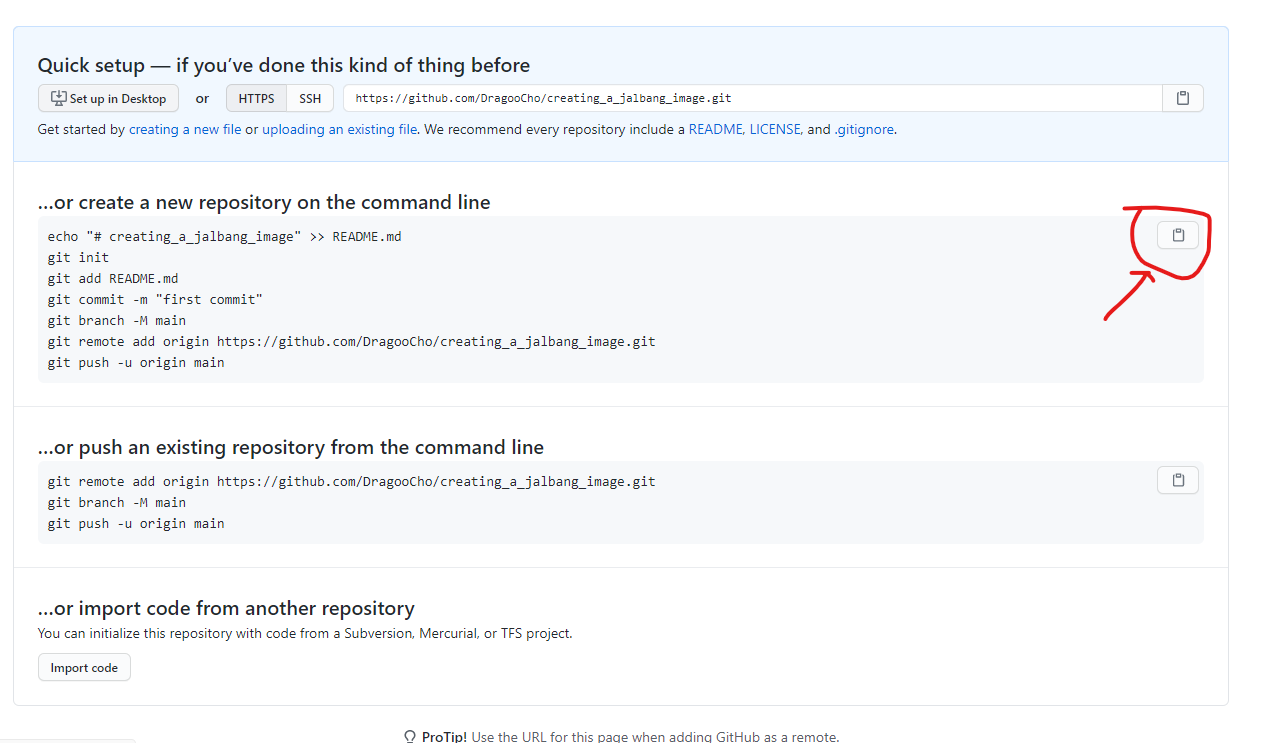 Quick setup — if you’ve done this kind of thing before
Set up in Desktop or HTTPS SSH https://github.com/DragooCho/creating_a_jalbang_image.git
Get started by creating a new file or uploading an existing file. We recommend every repository include a README, LICENSE, and .gitignore.
…or create a new repository on the command line
echo "# creating_a_jalbang_image" >> README.md
git init
git add README.md
git commit -m "first commit"
git branch -M main
git remote add origin https://github.com/DragooCho/creating_a_jalbang_image.git
git push -u origin main
…or push an existing repository from the command line
git remote add origin https://github.com/DragooCho/creating_a_jalbang_image.git
git branch -M main
git push -u origin main
…or import code from another repository
You can initialize this repository with code from a Subversion, Mercurial, or TFS project.
Import code
ProTip! Use the URL for this page when adding GitHub as a remote.